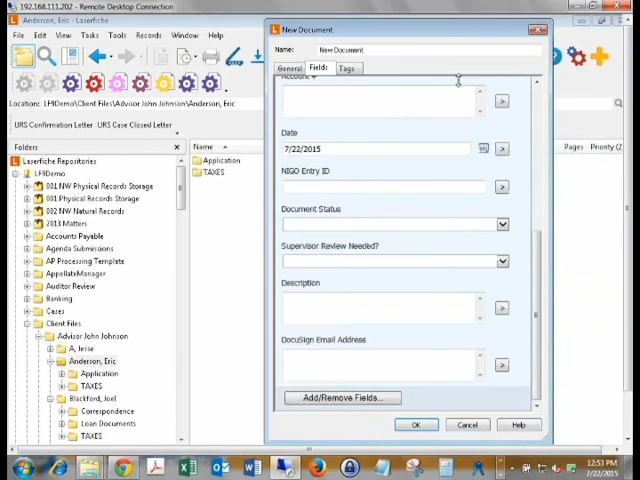 192.168.111.202 - Remote Desktop Connection
Anderson, Eric - Laserfiche
File Edit View Tasks Tools Records Window Help
Location: LF9Demo\Client Files\Advisor John Johnson\Anderson, Eric
URS Confirmation Letter URS Case Closed Letter
Folders
Laserfiche Repositories
LF9Demo
001 NW Physical Records Storage
001 Physical Records Storage
002 NW Natural Records
2013 Matters
Accounts Payable
Agenda Submissions
AP Processing Template
AppellateManager
Auditor Review
Banking
Cases
Client Files
Advisor John Johnson
A, Jesse
Anderson, Eric
Application
TAXES
Blackford, Joel
Correspondence
Loan Documents
TAXES
Name
Application
TAXES
Pages Priority (2
New Document
Name: New Document
General Fields Tags
Account #
Date
7/22/2015
NIGO Entry ID
Document Status
Supervisor Review Needed?
Description
DocuSign Email Address
Add/Remove Fields...
OK Cancel Help
12:53 PM
7/22/2015